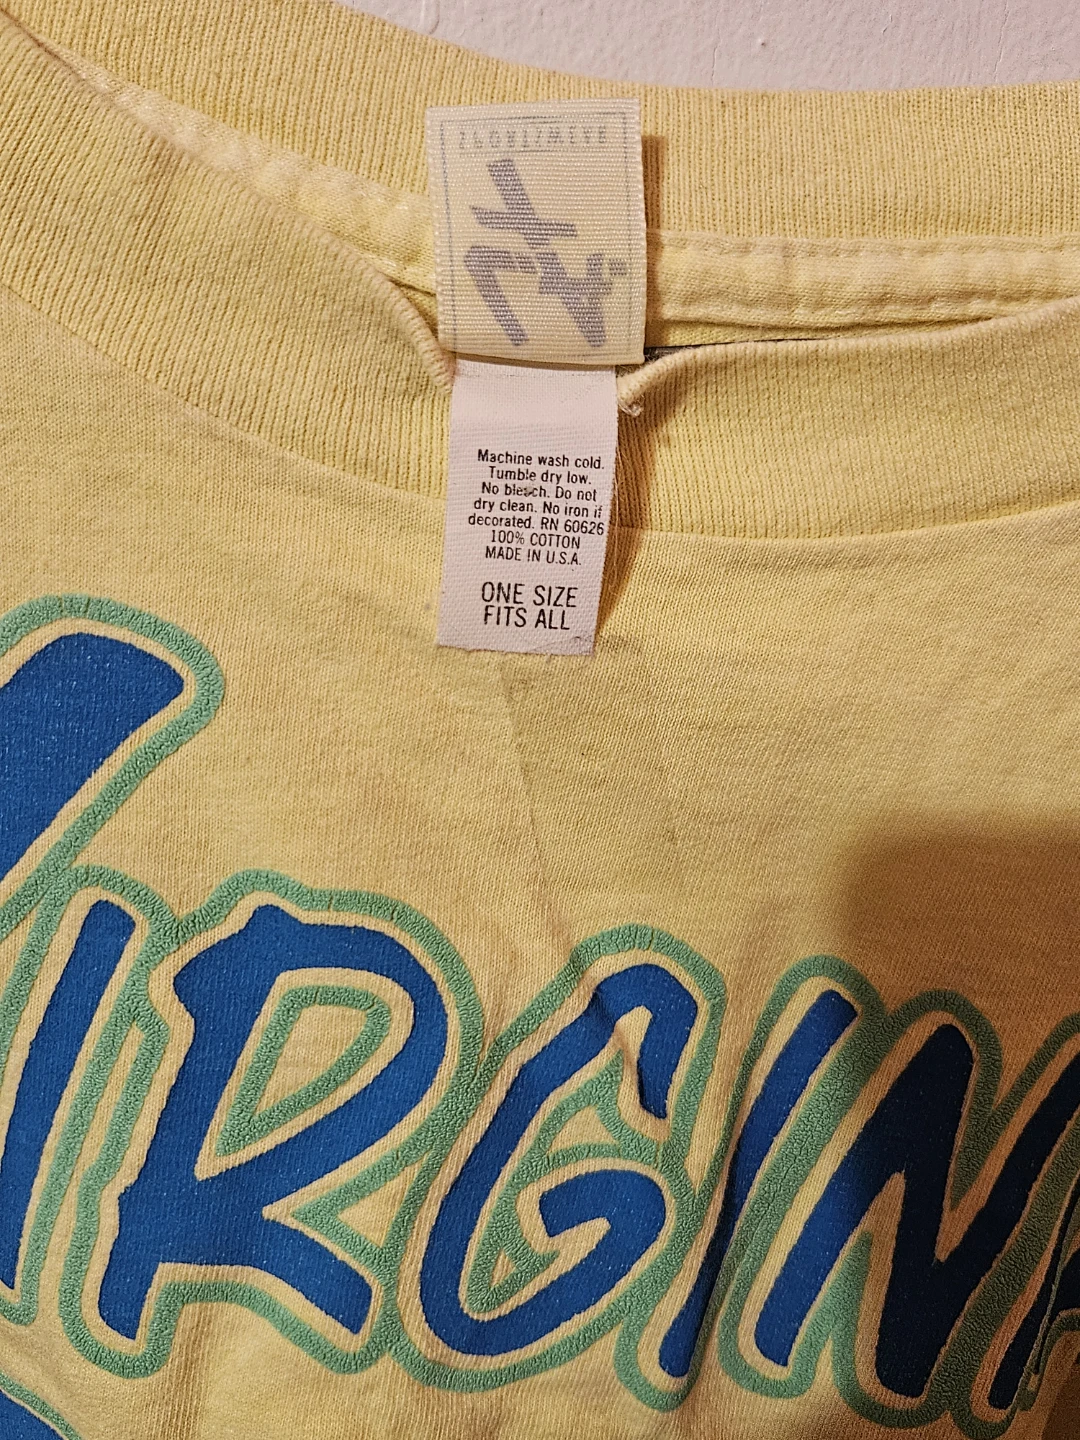 Machine wash cold.
Tumble dry low.
No bleach. Do not
dry clean. No iron if
decorated. RN 60626
100% COTTON
MADE IN U.S.A.
ONE SIZE
FITS ALL
VIRGIN